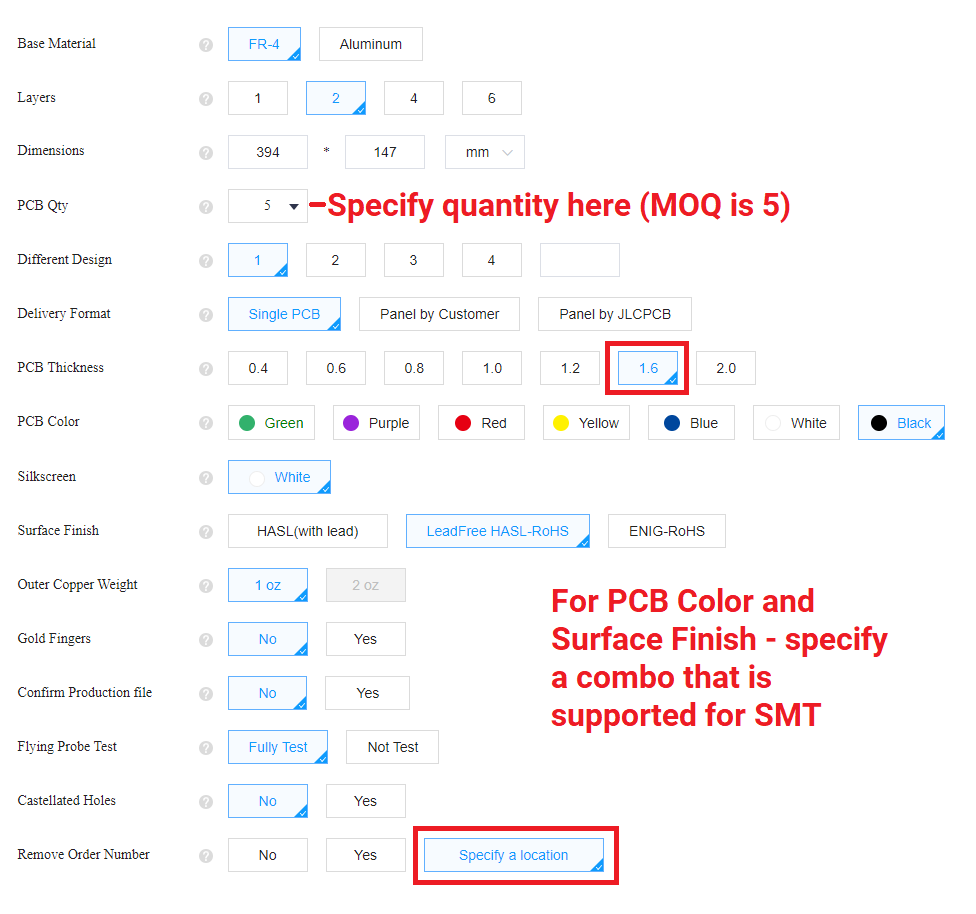 Base Material ? FR-4 Aluminum
Layers ? 1 2 4 6
Dimensions ? 394 * 147 mm
PCB Qty ? 5 –Specify quantity here (MOQ is 5)
Different Design ? 1 2 3 4
Delivery Format ? Single PCB Panel by Customer Panel by JLCPCB
PCB Thickness ? 0.4 0.6 0.8 1.0 1.2 1.6 2.0
PCB Color ? Green Purple Red Yellow Blue White Black
Silkscreen ? White
Surface Finish ? HASL(with lead) LeadFree HASL-RoHS ENIG-RoHS
Outer Copper Weight ? 1 oz 2 oz
For PCB Color and
Surface Finish - specify
a combo that is
supported for SMT
Gold Fingers ? No Yes
Confirm Production file ? No Yes
Flying Probe Test ? Fully Test Not Test
Castellated Holes ? No Yes
Remove Order Number ? No Yes Specify a location